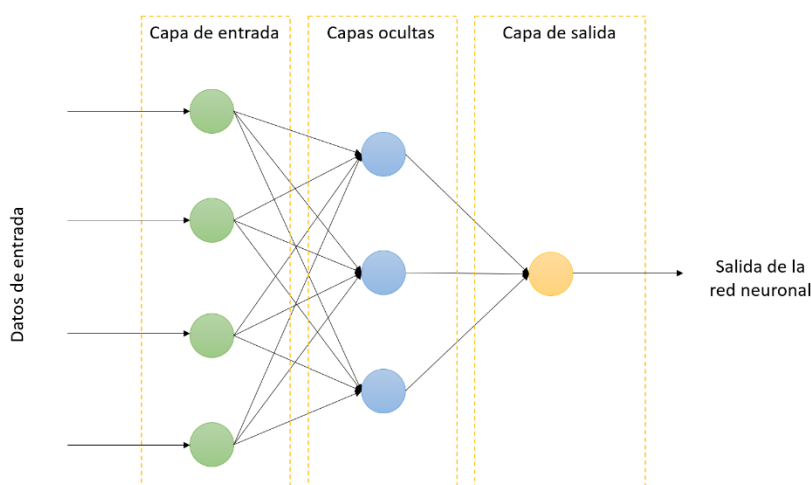 Capa de entrada
Capas ocultas
Capa de salida
Datos de entrada
Salida de la
red neuronal